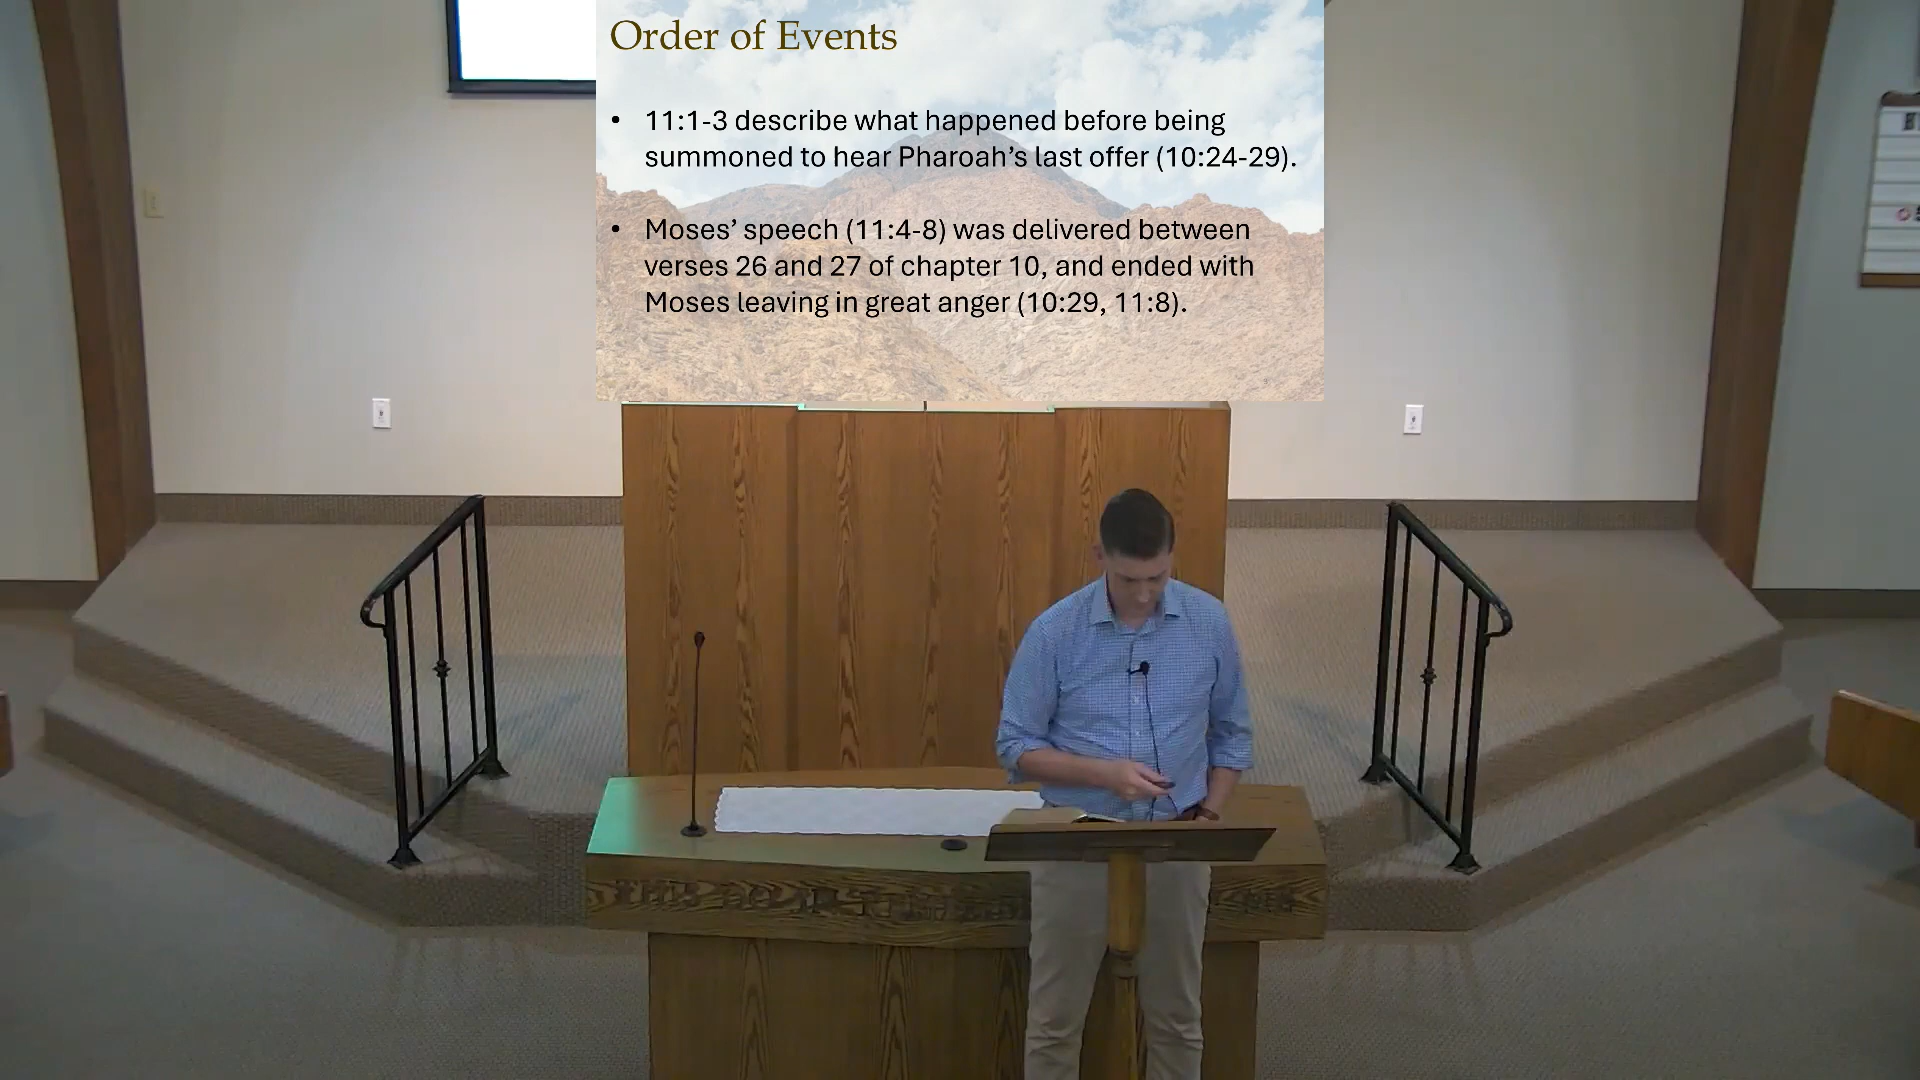 Order of Events
• 11:1-3 describe what happened before being
summoned to hear Pharoah’s last offer (10:24-29).
• Moses’ speech (11:4-8) was delivered between
verses 26 and 27 of chapter 10, and ended with
Moses leaving in great anger (10:29, 11:8).